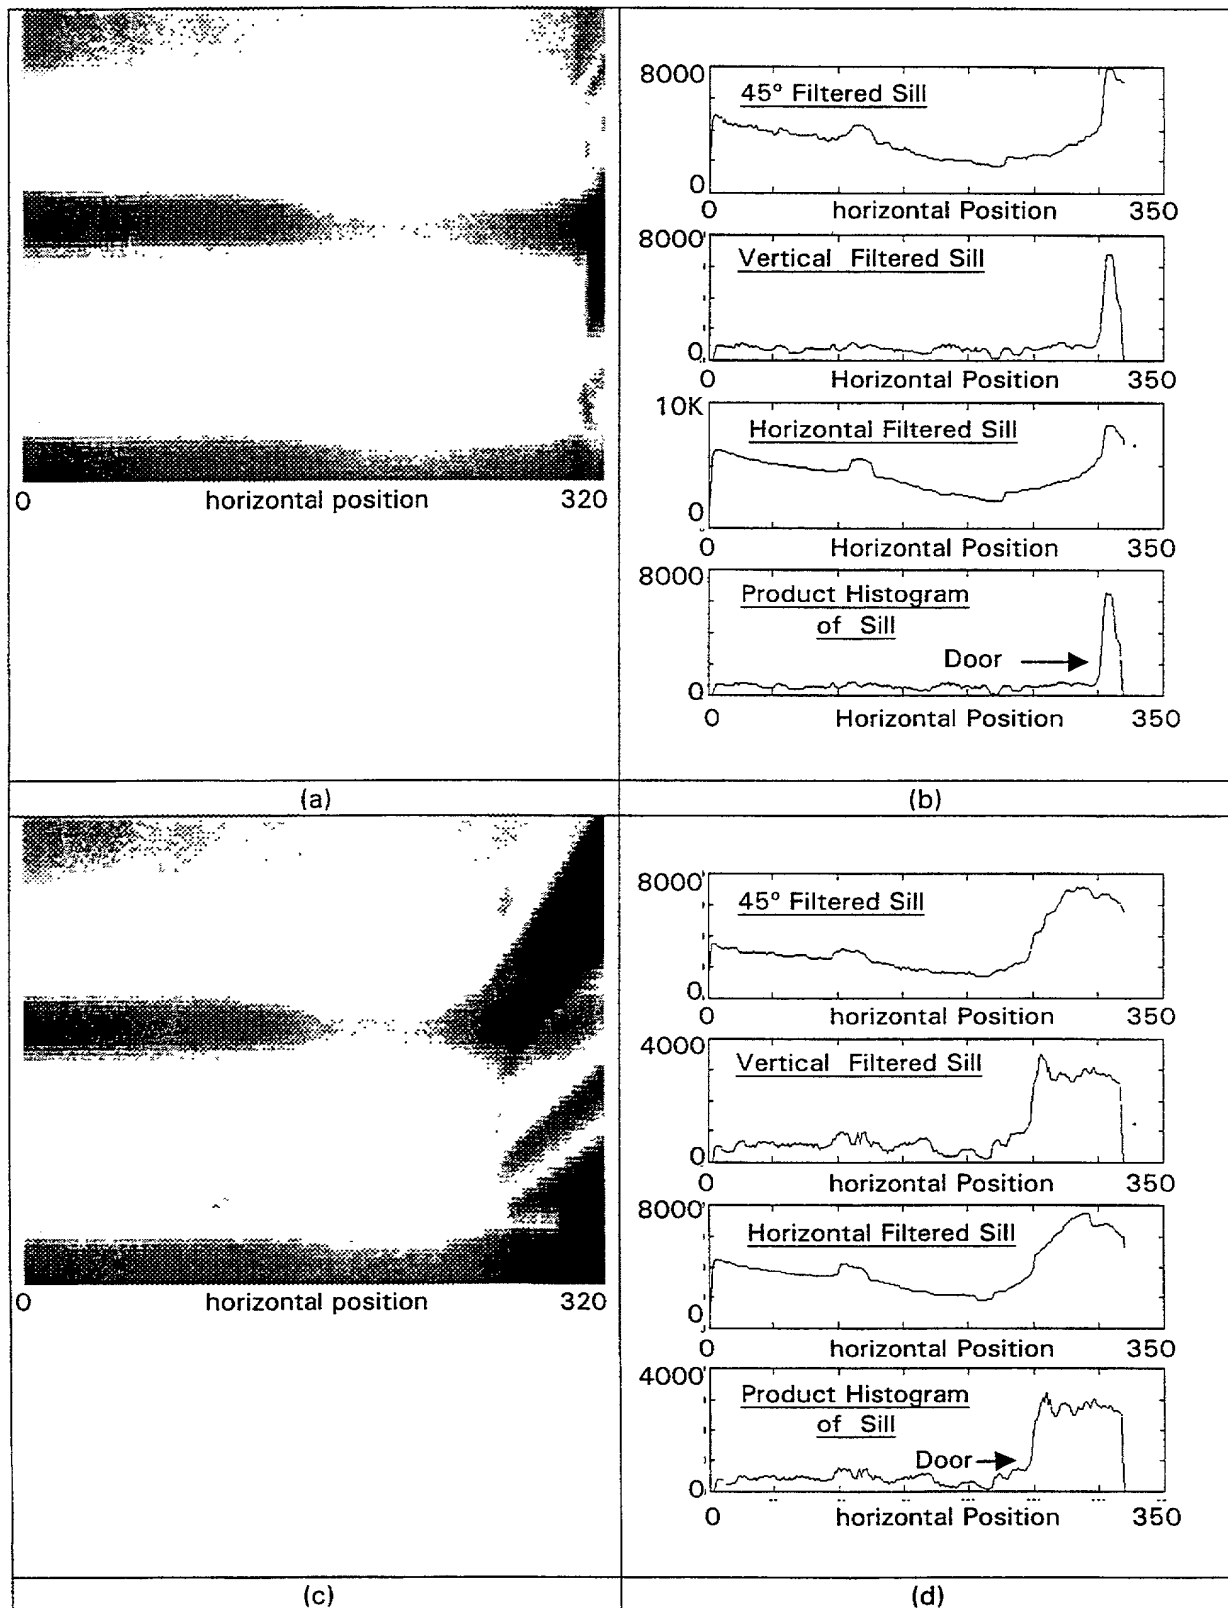 0 horizontal position 320
(a)
8000
45° Filtered Sill
0
0 horizontal Position 350
8000
Vertical Filtered Sill
0
0 Horizontal Position 350
10K
Horizontal Filtered Sill
0
0 Horizontal Position 350
8000
Product Histogram
of Sill
Door
0
0 Horizontal Position 350
(b)
0 horizontal position 320
(c)
8000
45° Filtered Sill
0
0 horizontal Position 350
4000
Vertical Filtered Sill
0
0 horizontal Position 350
8000
Horizontal Filtered Sill
0
0 horizontal Position 350
4000
Product Histogram
of Sill
Door
0
0 horizontal Position 350
(d)